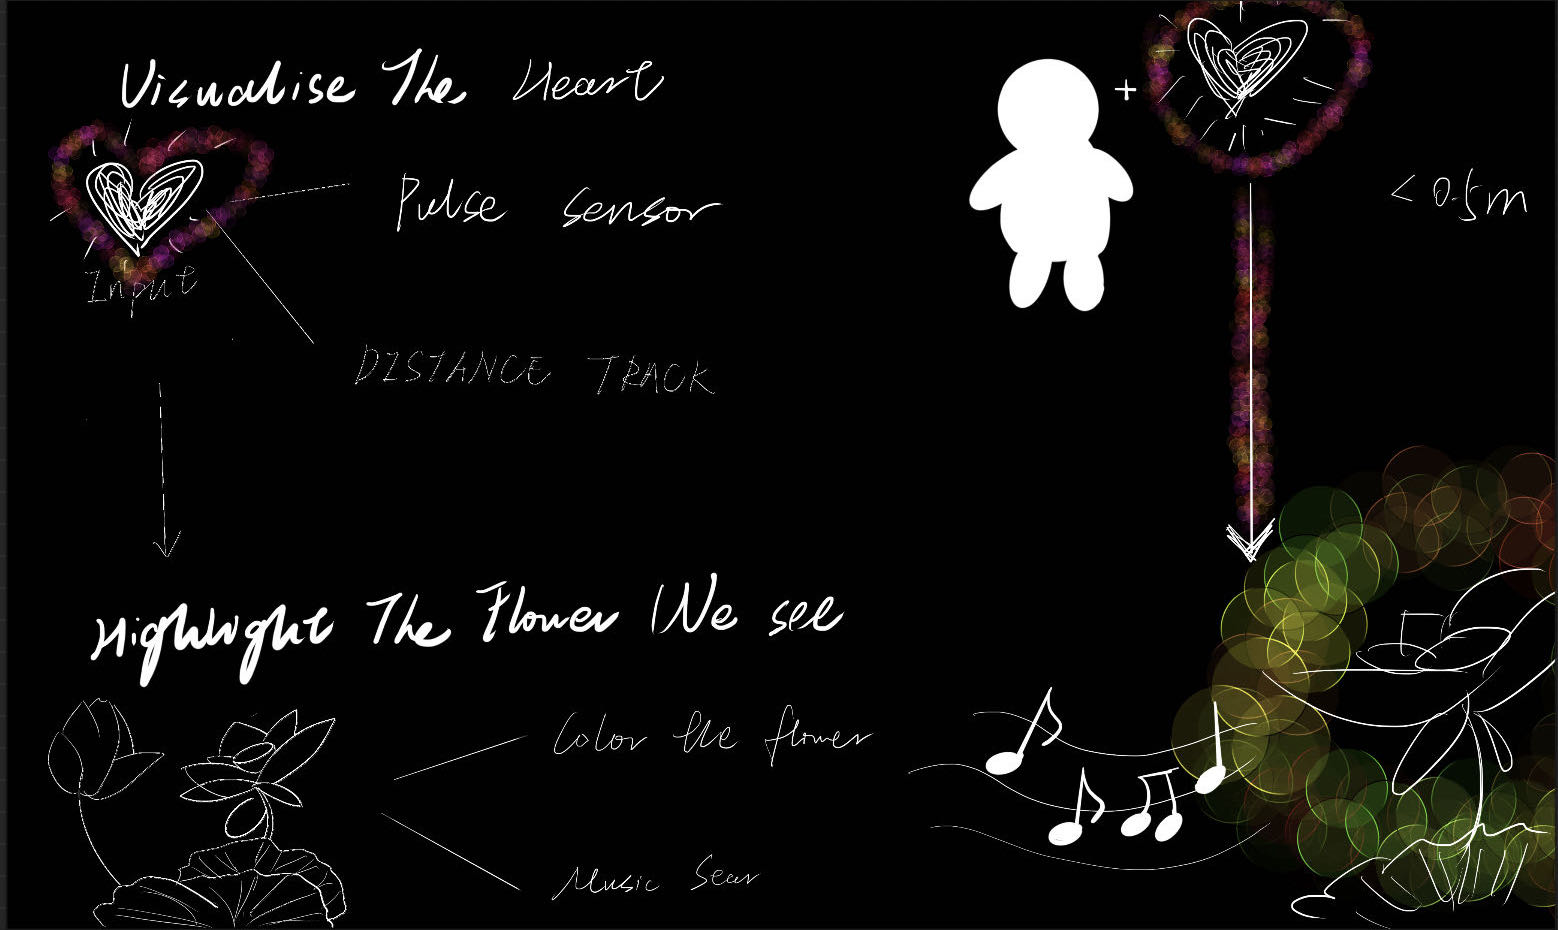 Visualise The Heart
Pulse sensor
Input
DISTANCE TRACK
+
< 0.5m
Highlight The Flower We see
Color the flower
Music